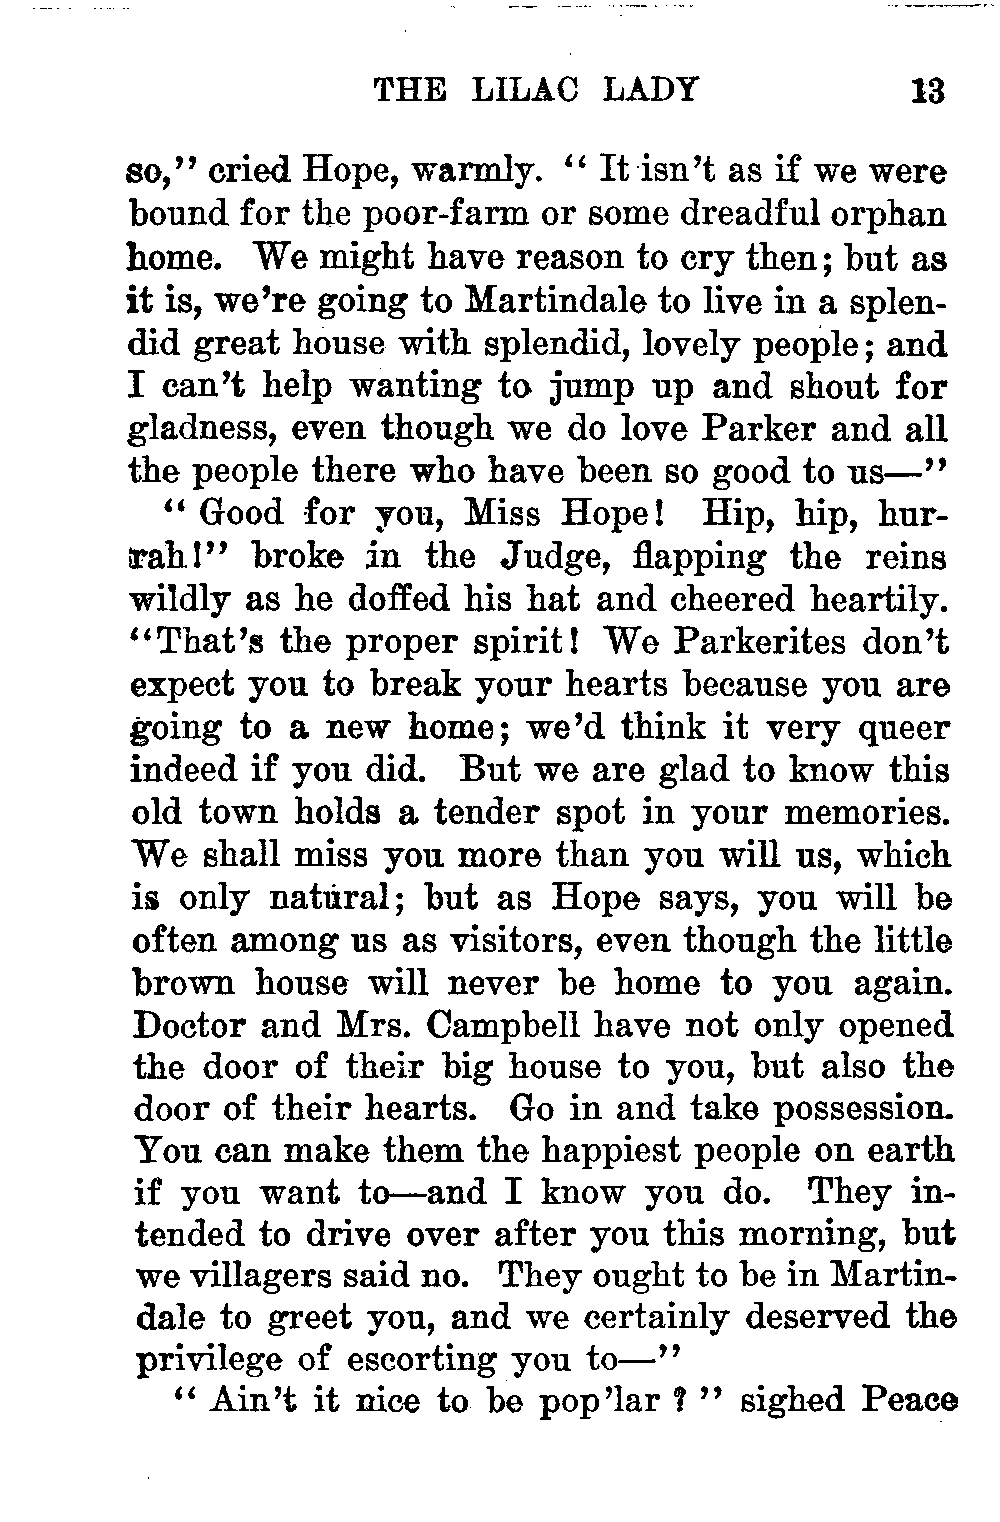 THE LILAC LADY 13
so," cried Hope, warmly. " It isn't as if we were
bound for the poor-farm or some dreadful orphan
home. We might have reason to cry then; but as
it is, we're going to Martindale to live in a splen-
did great house with splendid, lovely people; and
I can't help wanting to jump up and shout for
gladness, even though we do love Parker and all
the people there who have been so good to us—"
" Good for you, Miss Hope! Hip, hip, hur-
rah!" broke in the Judge, flapping the reins
wildly as he doffed his hat and cheered heartily.
"That's the proper spirit! We Parkerites don't
expect you to break your hearts because you are
going to a new home; we'd think it very queer
indeed if you did. But we are glad to know this
old town holds a tender spot in your memories.
We shall miss you more than you will us, which
is only natural; but as Hope says, you will be
often among us as visitors, even though the little
brown house will never be home to you again.
Doctor and Mrs. Campbell have not only opened
the door of their big house to you, but also the
door of their hearts. Go in and take possession.
You can make them the happiest people on earth
if you want to—and I know you do. They in-
tended to drive over after you this morning, but
we villagers said no. They ought to be in Martin-
dale to greet you, and we certainly deserved the
privilege of escorting you to—"
" Ain't it nice to be pop'lar ? " sighed Peace